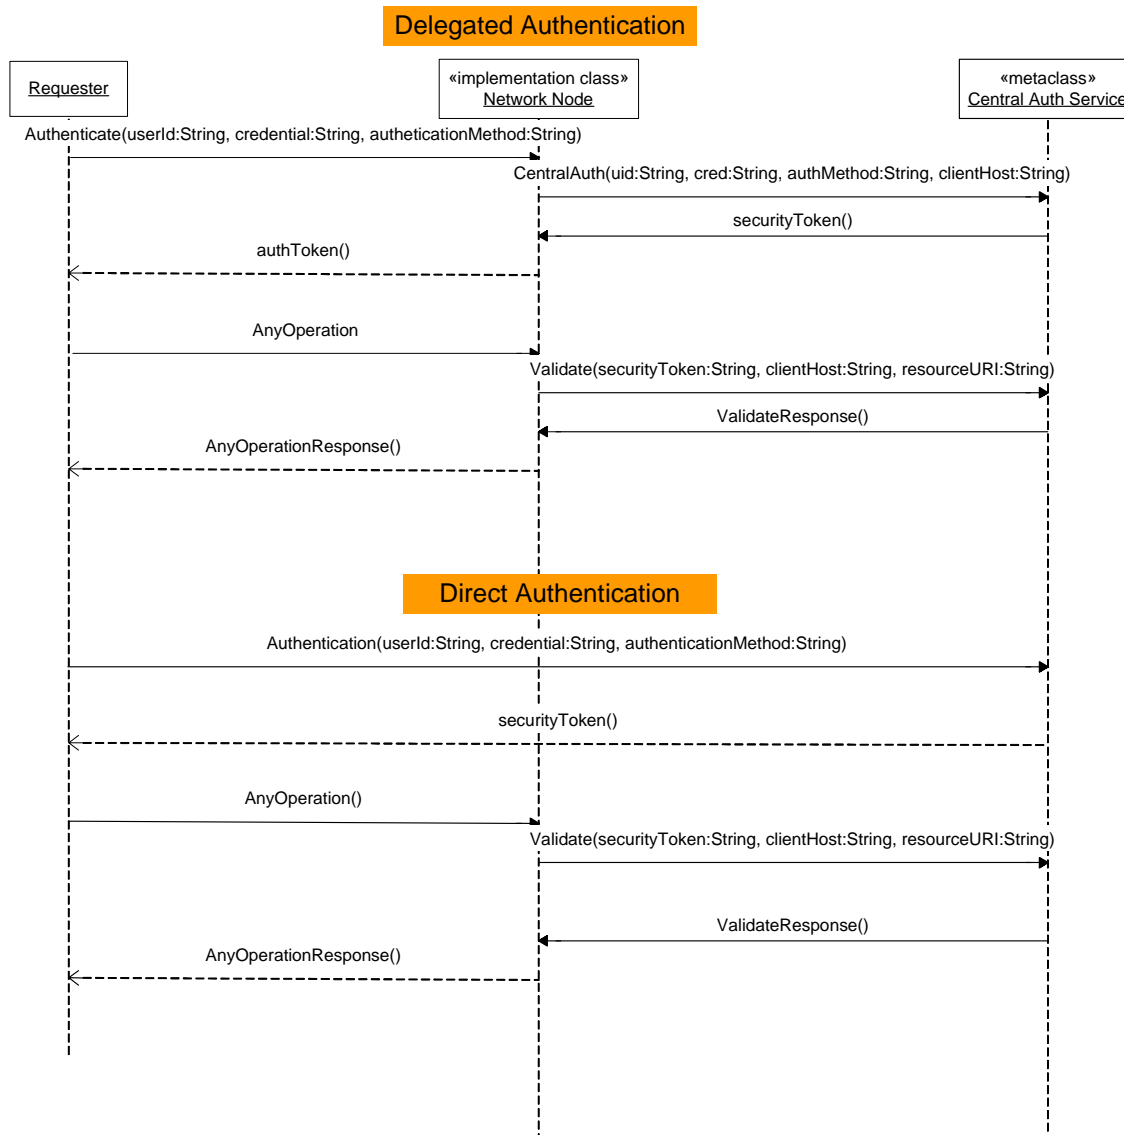 Delegated Authentication
Requester
«implementation class»
Network Node
«metaclass»
Central Auth Service
Authenticate(userId:String, credential:String, autheticationMethod:String)
CentralAuth(uid:String, cred:String, authMethod:String, clientHost:String)
securityToken()
authToken()
AnyOperation
Validate(securityToken:String, clientHost:String, resourceURI:String)
ValidateResponse()
AnyOperationResponse()
Direct Authentication
Authentication(userId:String, credential:String, authenticationMethod:String)
securityToken()
AnyOperation()
Validate(securityToken:String, clientHost:String, resourceURI:String)
ValidateResponse()
AnyOperationResponse()